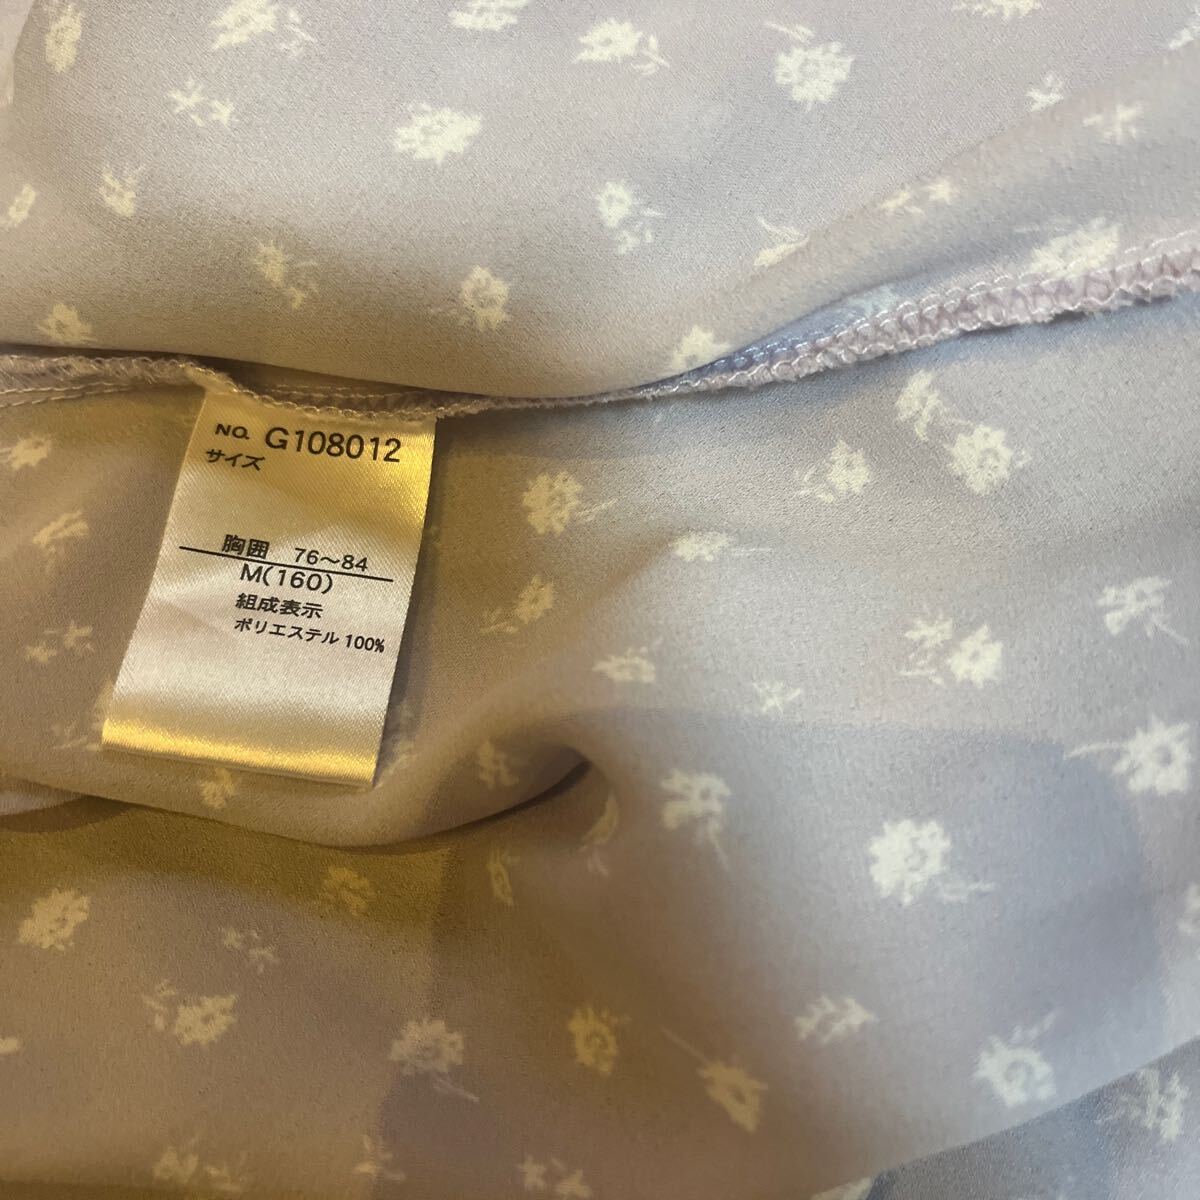 NO. G108012
サイズ
胸囲 76〜84
M(160)
組成表示
ポリエステル 100%